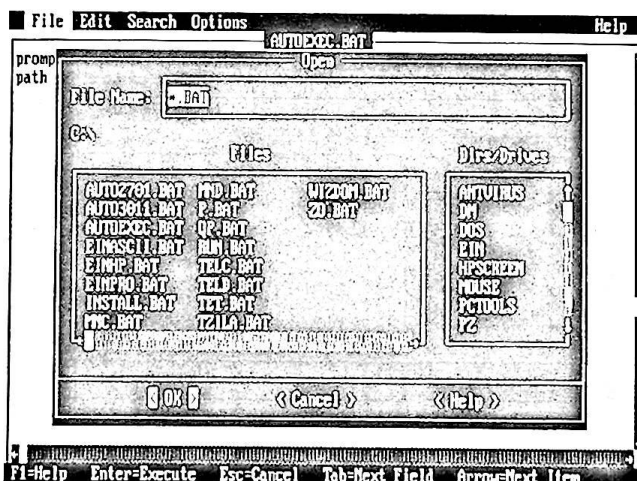 File Edit Search Options Help
AUTOEXEC.BAT
promp
path
Open
File Name: *.BAT
C:\
Files Dirs/Drives
AUTO2701.BAT MMD.BAT WIZDOM.BAT ANTVIRUS
AUTO3011.BAT P.BAT ZD.BAT DM
AUTOEXEC.BAT QP.BAT DOS
EINASCII.BAT RUN.BAT EIN
EINHP.BAT TELC.BAT HPSCREEN
EINPRO.BAT TELD.BAT MOUSE
INSTALL.BAT TET.BAT PCTOOLS
MMC.BAT TZILA.BAT PZ
< OK > < Cancel > < Help >
F1=Help Enter=Execute Esc=Cancel Tab=Next Field Arrow=Next Item